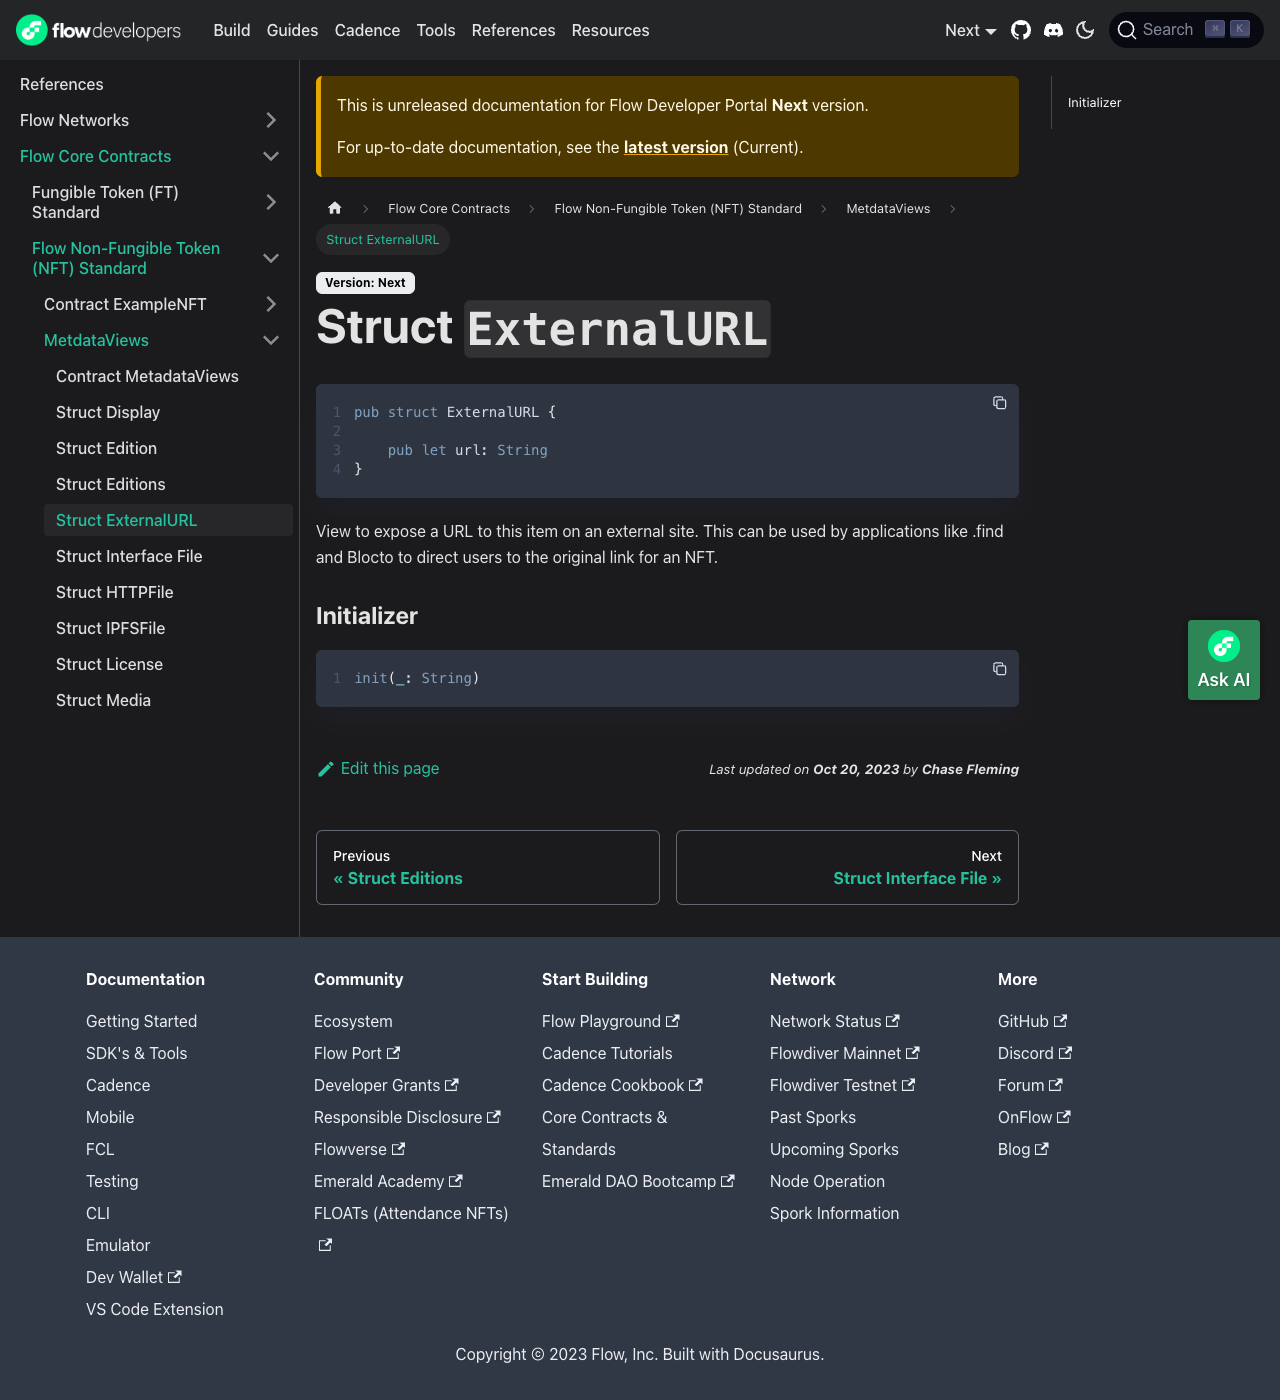 flowdevelopers Build Guides Cadence Tools References Resources Next Search ⌘ K
References
Flow Networks
Flow Core Contracts
Fungible Token (FT)
Standard
Flow Non-Fungible Token
(NFT) Standard
Contract ExampleNFT
MetdataViews
Contract MetadataViews
Struct Display
Struct Edition
Struct Editions
Struct ExternalURL
Struct Interface File
Struct HTTPFile
Struct IPFSFile
Struct License
Struct Media
This is unreleased documentation for Flow Developer Portal Next version.
For up-to-date documentation, see the latest version (Current).
Flow Core Contracts Flow Non-Fungible Token (NFT) Standard MetdataViews
Struct ExternalURL
Version: Next
Struct ExternalURL
1 pub struct ExternalURL {
2
3 pub let url: String
4 }
View to expose a URL to this item on an external site. This can be used by applications like .find
and Blocto to direct users to the original link for an NFT.
Initializer
1 init(_: String)
Edit this page
Last updated on Oct 20, 2023 by Chase Fleming
Previous
« Struct Editions
Next
Struct Interface File »
Initializer
Ask AI
Documentation
Getting Started
SDK's & Tools
Cadence
Mobile
FCL
Testing
CLI
Emulator
Dev Wallet
VS Code Extension
Community
Ecosystem
Flow Port
Developer Grants
Responsible Disclosure
Flowverse
Emerald Academy
FLOATs (Attendance NFTs)
Start Building
Flow Playground
Cadence Tutorials
Cadence Cookbook
Core Contracts &
Standards
Emerald DAO Bootcamp
Network
Network Status
Flowdiver Mainnet
Flowdiver Testnet
Past Sporks
Upcoming Sporks
Node Operation
Spork Information
More
GitHub
Discord
Forum
OnFlow
Blog
Copyright © 2023 Flow, Inc. Built with Docusaurus.